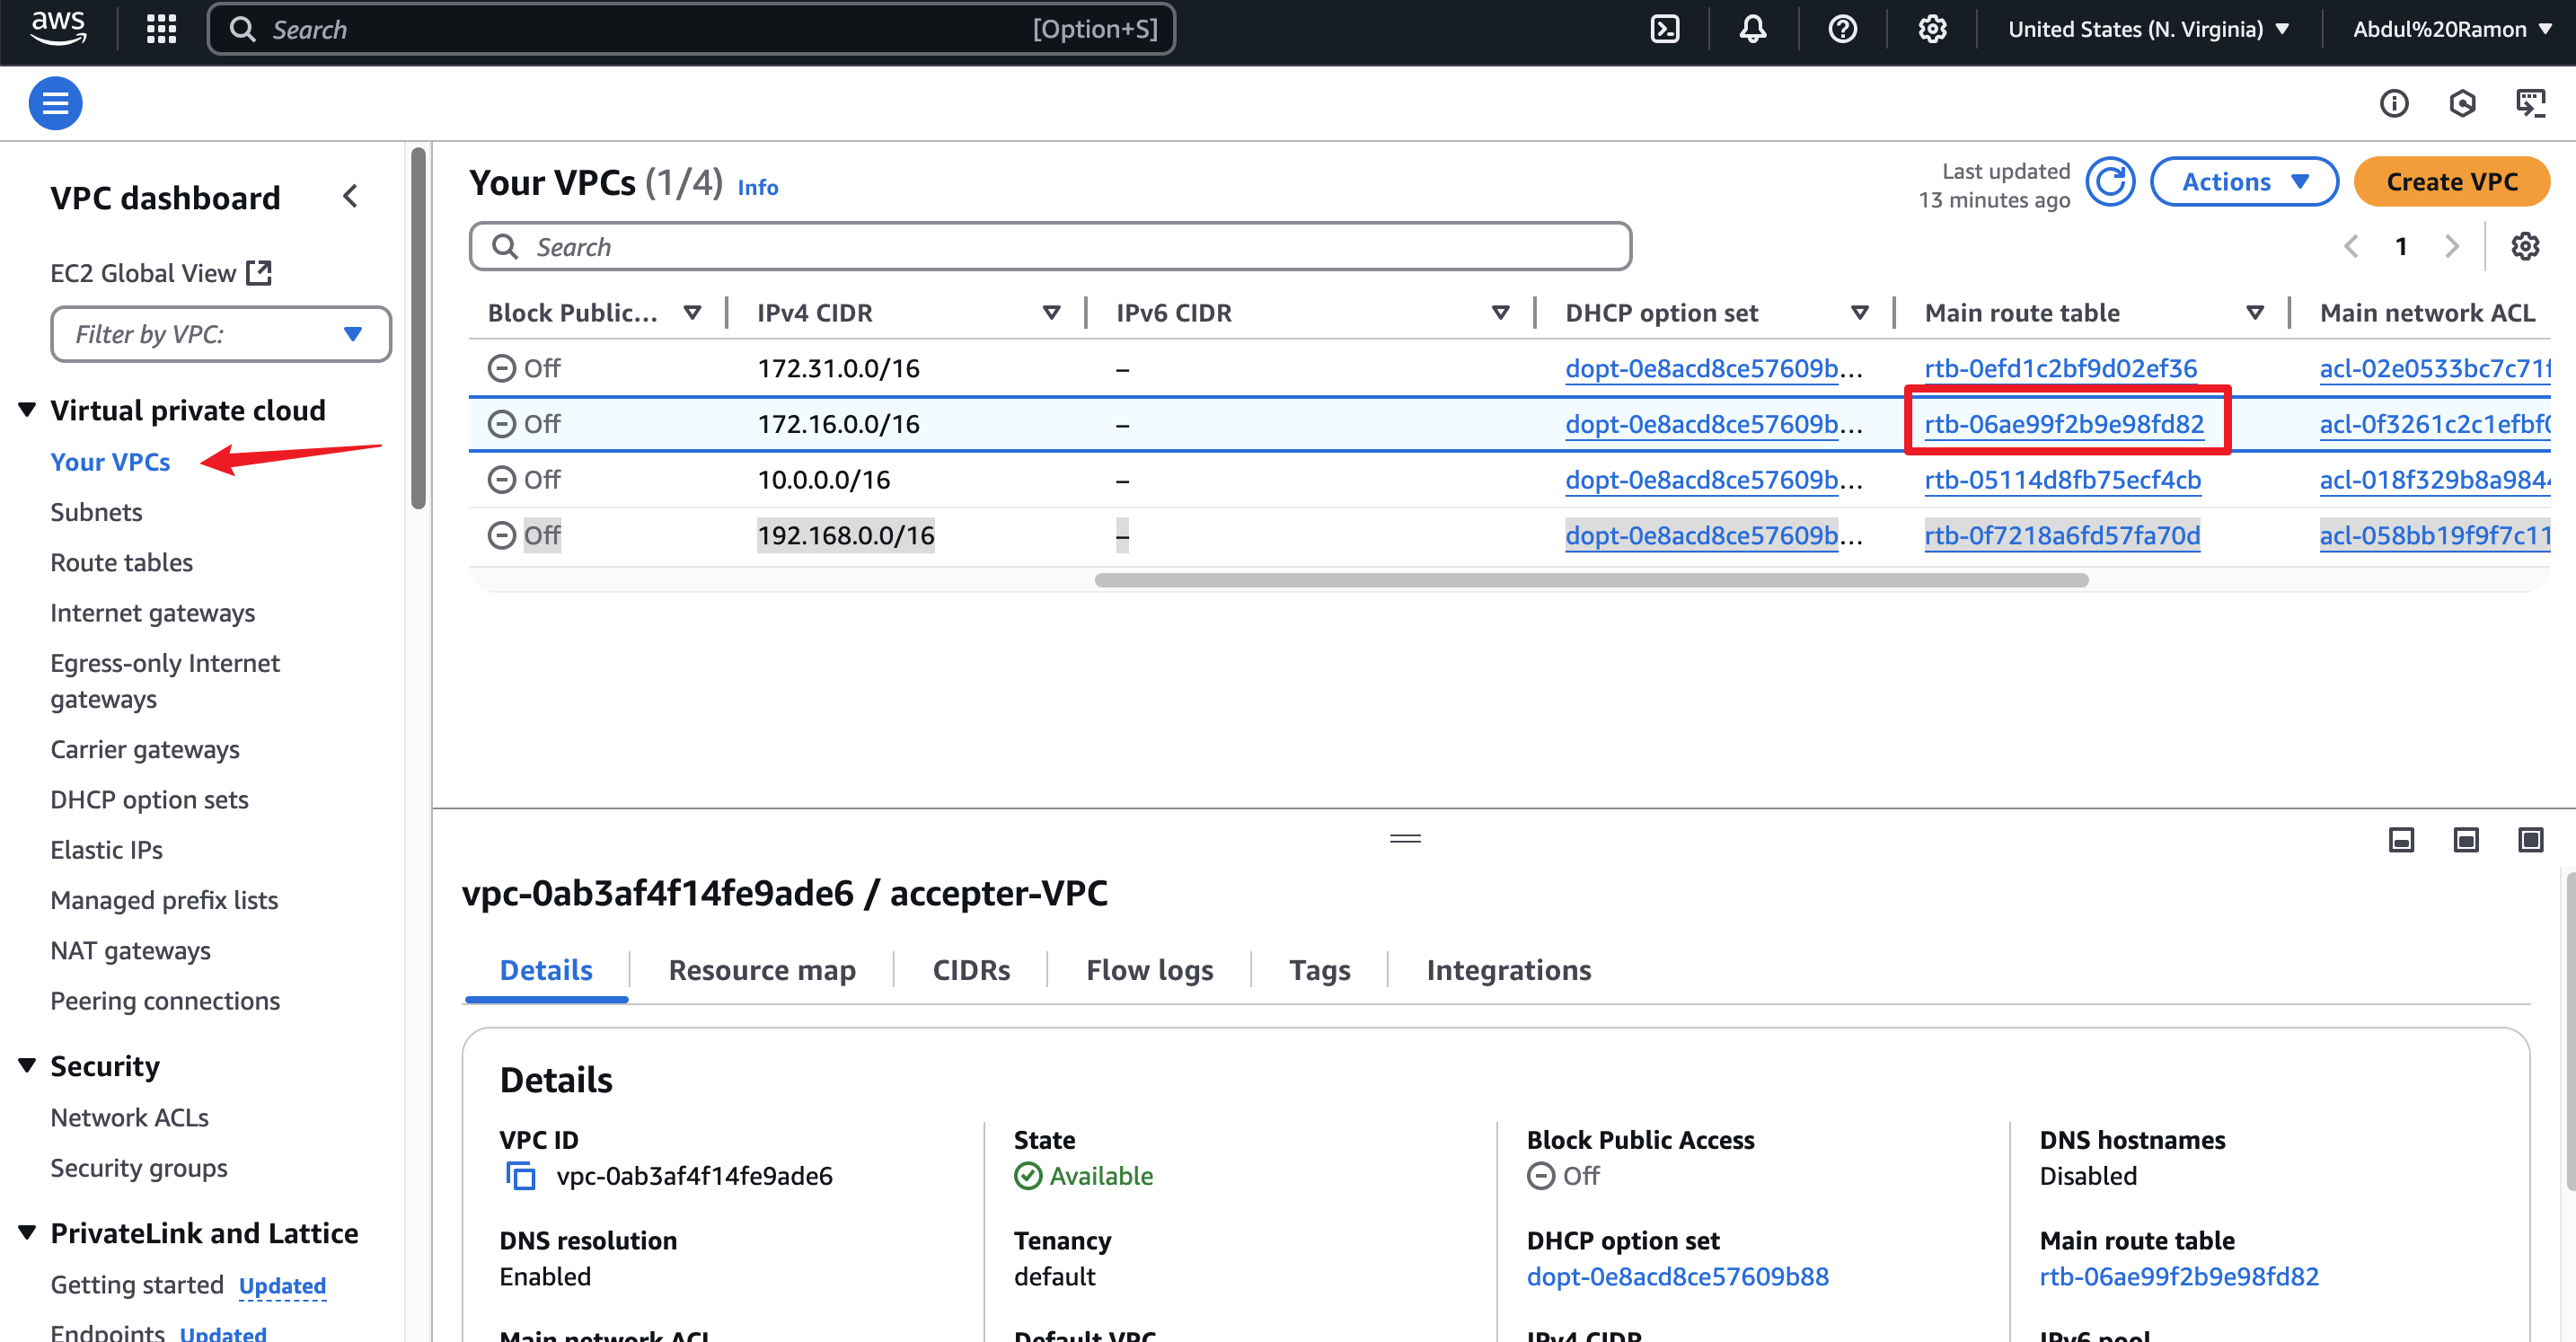 aws
Search [Option+S]
United States (N. Virginia)
Abdul%20Ramon
VPC dashboard
EC2 Global View
Filter by VPC:
Virtual private cloud
Your VPCs
Subnets
Route tables
Internet gateways
Egress-only Internet
gateways
Carrier gateways
DHCP option sets
Elastic IPs
Managed prefix lists
NAT gateways
Peering connections
Security
Network ACLs
Security groups
PrivateLink and Lattice
Getting started Updated
Endpoints Updated
Your VPCs (1/4) Info
Last updated
13 minutes ago
Actions
Create VPC
Search
1
Block Public... IPv4 CIDR IPv6 CIDR DHCP option set Main route table Main network ACL
Off 172.31.0.0/16 – dopt-0e8acd8ce57609b... rtb-0efd1c2bf9d02ef36 acl-02e0533bc7c71f
Off 172.16.0.0/16 – dopt-0e8acd8ce57609b... rtb-06ae99f2b9e98fd82 acl-0f3261c2c1efbf0
Off 10.0.0.0/16 – dopt-0e8acd8ce57609b... rtb-05114d8fb75ecf4cb acl-018f329b8a984
Off 192.168.0.0/16 – dopt-0e8acd8ce57609b... rtb-0f7218a6fd57fa70d acl-058bb19f9f7c11
vpc-0ab3af4f14fe9ade6 / accepter-VPC
Details Resource map CIDRs Flow logs Tags Integrations
Details
VPC ID
vpc-0ab3af4f14fe9ade6
State
Available
Block Public Access
Off
DNS hostnames
Disabled
DNS resolution
Enabled
Tenancy
default
DHCP option set
dopt-0e8acd8ce57609b88
Main route table
rtb-06ae99f2b9e98fd82
Main network ACL
Default VPC
IPv4 CIDR
IPv6 pool